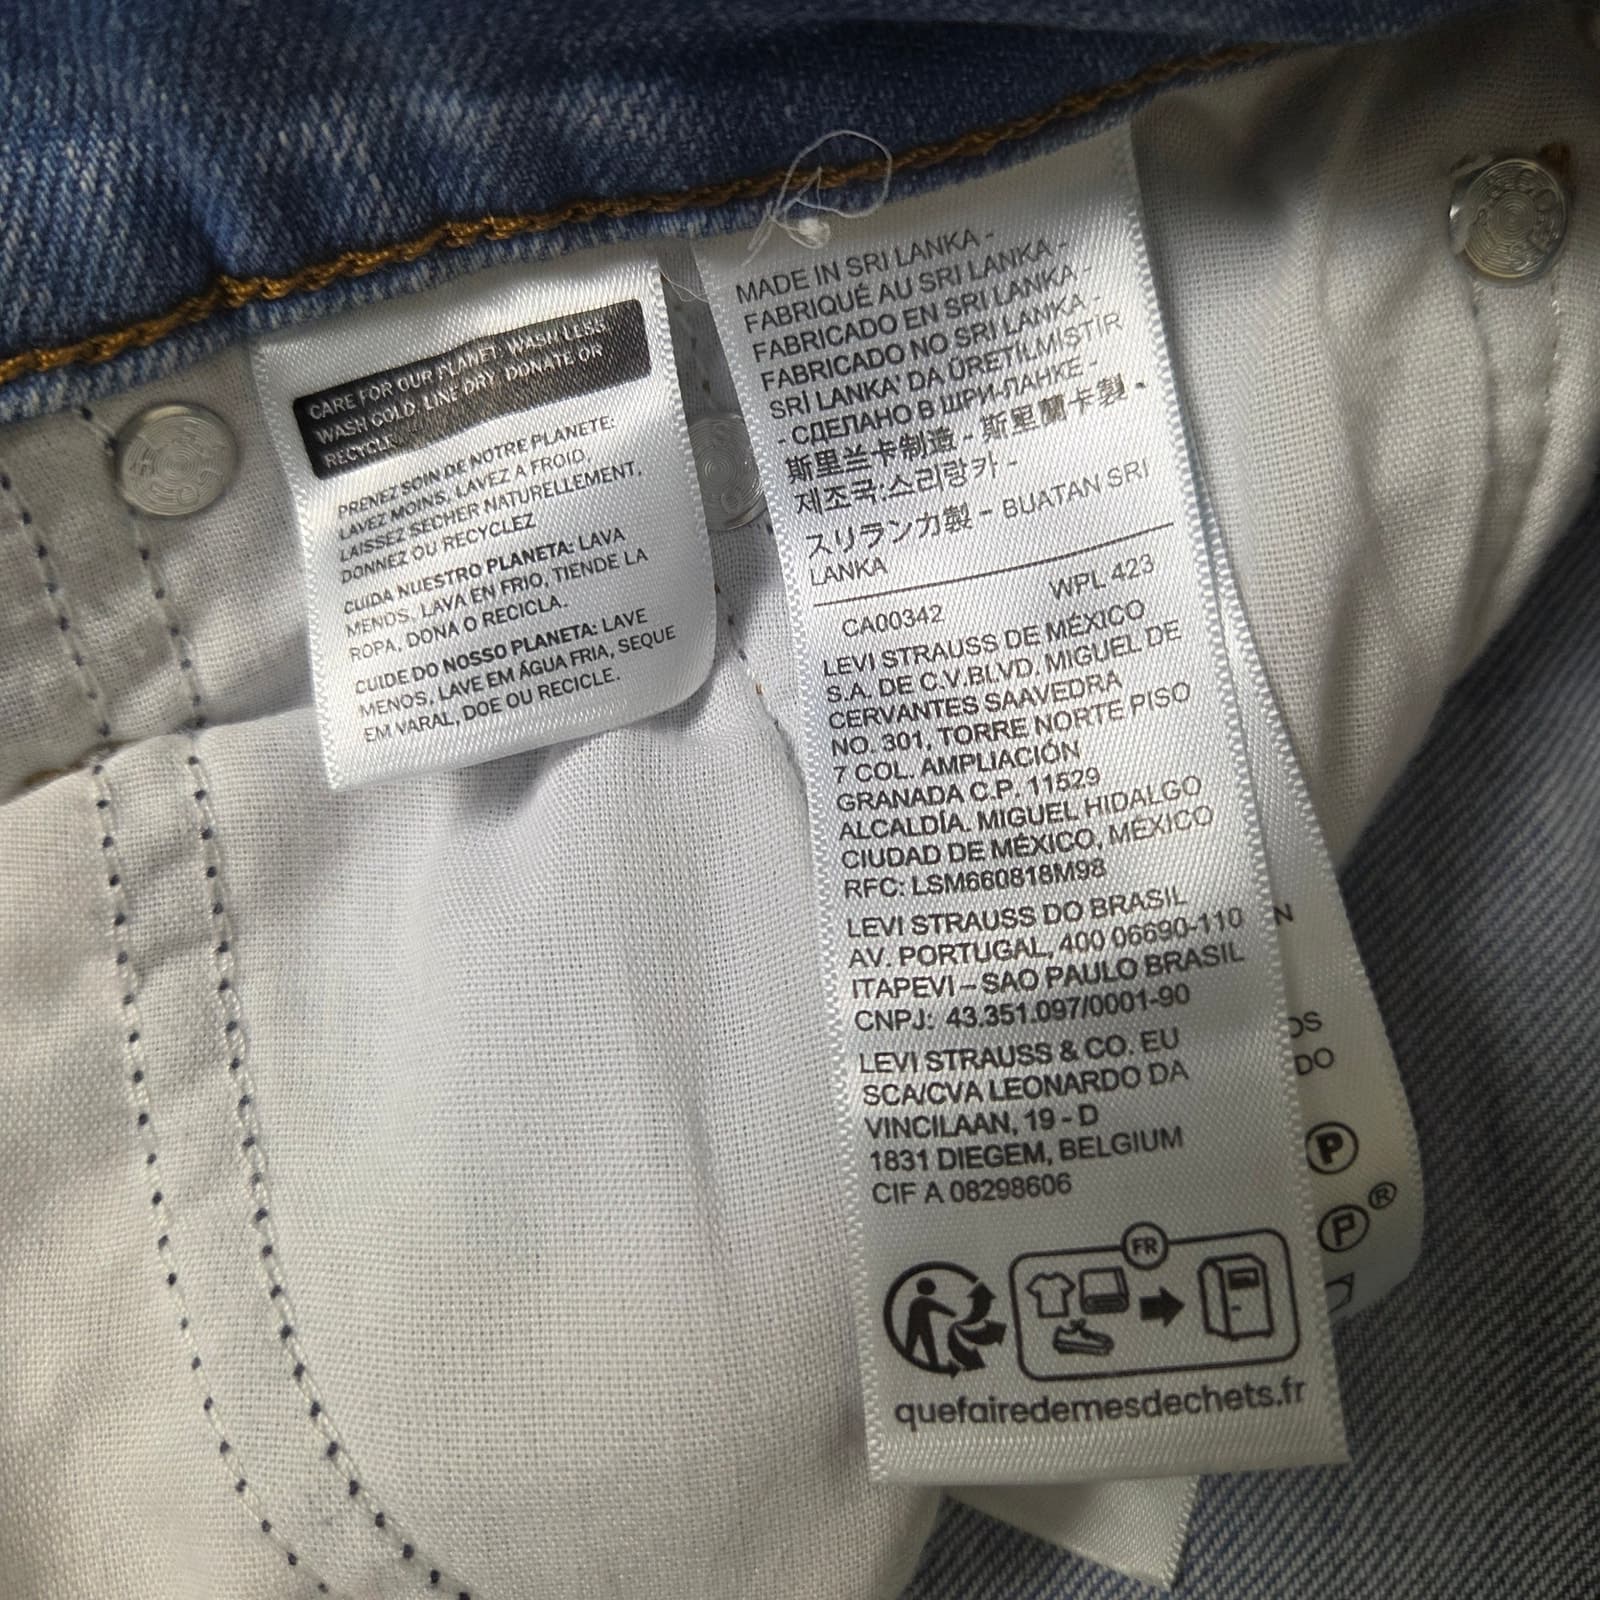 CARE FOR OUR PLANET: WASH LESS,
WASH COLD, LINE DRY, DONATE OR
RECYCLE.
PRENEZ SOIN DE NOTRE PLANETE:
LAVEZ MOINS, LAVEZ A FROID,
LAISSEZ SECHER NATURELLEMENT,
DONNEZ OU RECYCLEZ
CUIDA NUESTRO PLANETA: LAVA
MENOS, LAVA EN FRIO, TIENDE LA
ROPA, DONA O RECICLA.
CUIDE DO NOSSO PLANETA: LAVE
MENOS, LAVE EM ÁGUA FRIA, SEQUE
EM VARAL, DOE OU RECICLE.
MADE IN SRI LANKA -
FABRIQUÉ AU SRI LANKA -
FABRICADO EN SRI LANKA -
FABRICADO NO SRI LANKA -
SRİ LANKA' DA ÜRETİLMİSTİR
- СДЕЛАНО В ШРИ-ЛАНКЕ -
斯里兰卡制造 - 斯里蘭卡製 -
제조국:스리랑카 -
スリランカ製 - BUATAN SRI
LANKA
CA00342 WPL 423
LEVI STRAUSS DE MÉXICO
S.A. DE C.V.BLVD. MIGUEL DE
CERVANTES SAAVEDRA
NO. 301, TORRE NORTE PISO
7 COL. AMPLIACIÓN
GRANADA C.P. 11529
ALCALDÍA. MIGUEL HIDALGO
CIUDAD DE MÉXICO, MÉXICO
RFC: LSM660818M98
LEVI STRAUSS DO BRASIL
AV. PORTUGAL, 400 06690-110
ITAPEVI – SAO PAULO BRASIL
CNPJ: 43.351.097/0001-90
LEVI STRAUSS & CO. EU
SCA/CVA LEONARDO DA
VINCILAAN, 19 - D
1831 DIEGEM, BELGIUM
CIF A 08298606
FR
quefairedemesdechets.fr
N
OS
DO
P
P®